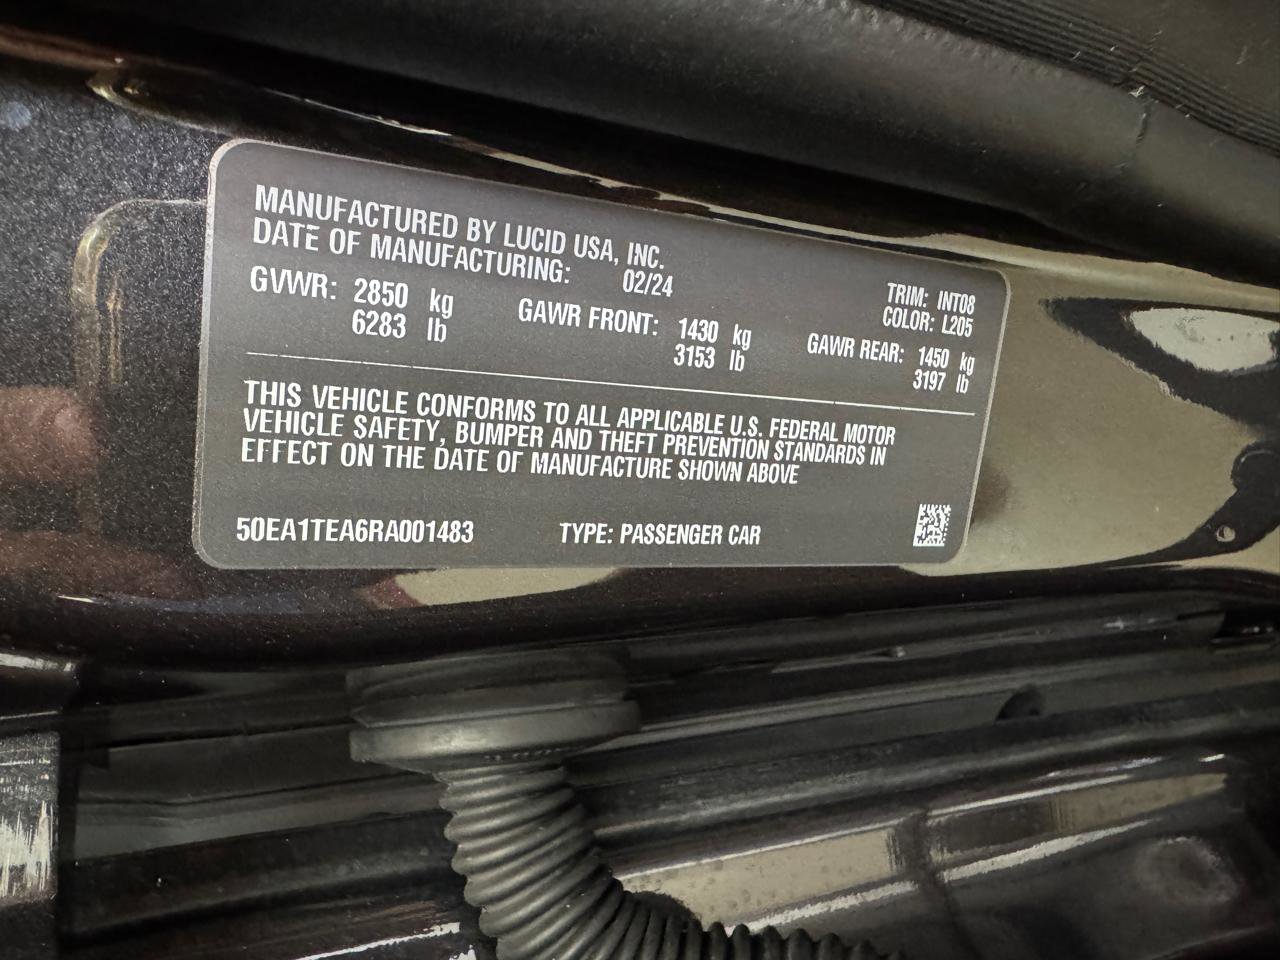 MANUFACTURED BY LUCID USA, INC.
DATE OF MANUFACTURING: 02/24
TRIM: INT08
COLOR: L205
GVWR: 2850 kg
6283 lb
GAWR FRONT: 1430 kg
3153 lb
GAWR REAR: 1450 kg
3197 lb
THIS VEHICLE CONFORMS TO ALL APPLICABLE U.S. FEDERAL MOTOR
VEHICLE SAFETY, BUMPER AND THEFT PREVENTION STANDARDS IN
EFFECT ON THE DATE OF MANUFACTURE SHOWN ABOVE
50EA1TEA6RA001483 TYPE: PASSENGER CAR